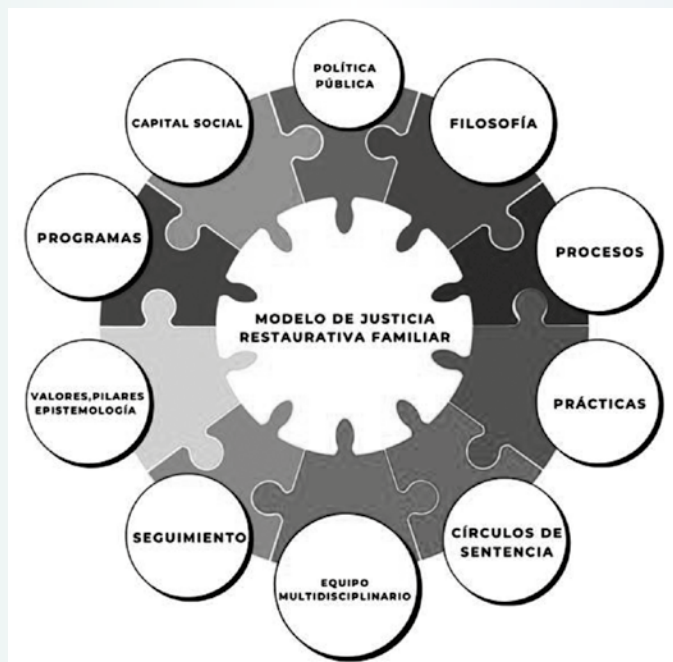 POLÍTICA
PÚBLICA
FILOSOFÍA
PROCESOS
PRÁCTICAS
CÍRCULOS DE
SENTENCIA
EQUIPO
MULTIDISCIPLINARIO
SEGUIMIENTO
VALORES,PILARES
EPISTEMOLOGÍA
PROGRAMAS
CAPITAL SOCIAL
MODELO DE JUSTICIA
RESTAURATIVA FAMILIAR